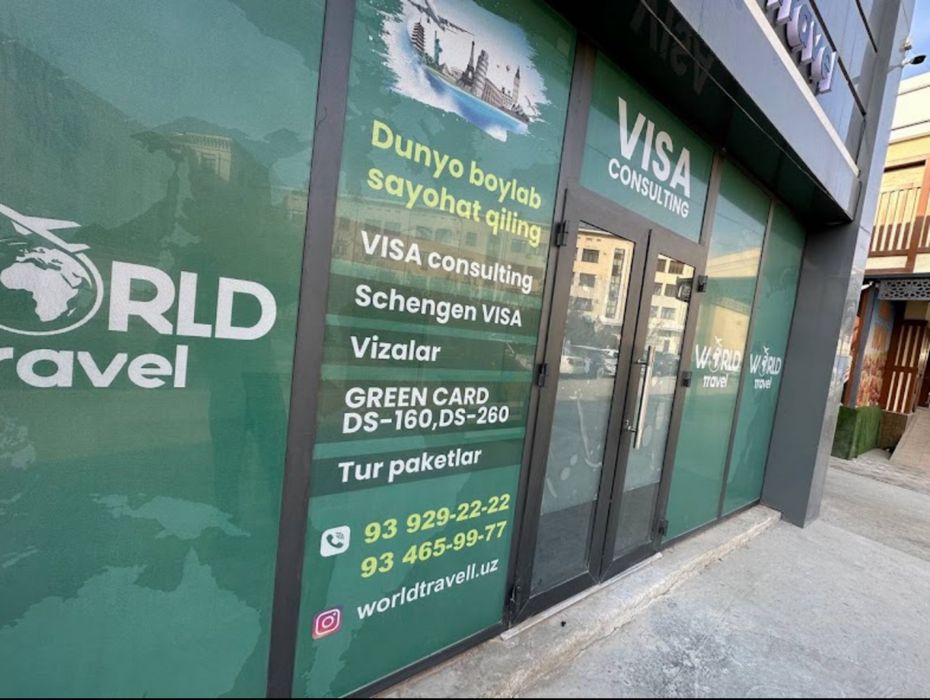 WORLD
travel
Dunyo boylab
sayohat qiling
VISA consulting
Schengen VISA
Vizalar
GREEN CARD
DS-160,DS-260
Tur paketlar
93 929-22-22
93 465-99-77
worldtravell.uz
VISA
CONSULTING
WORLD
travel
WORLD
travel